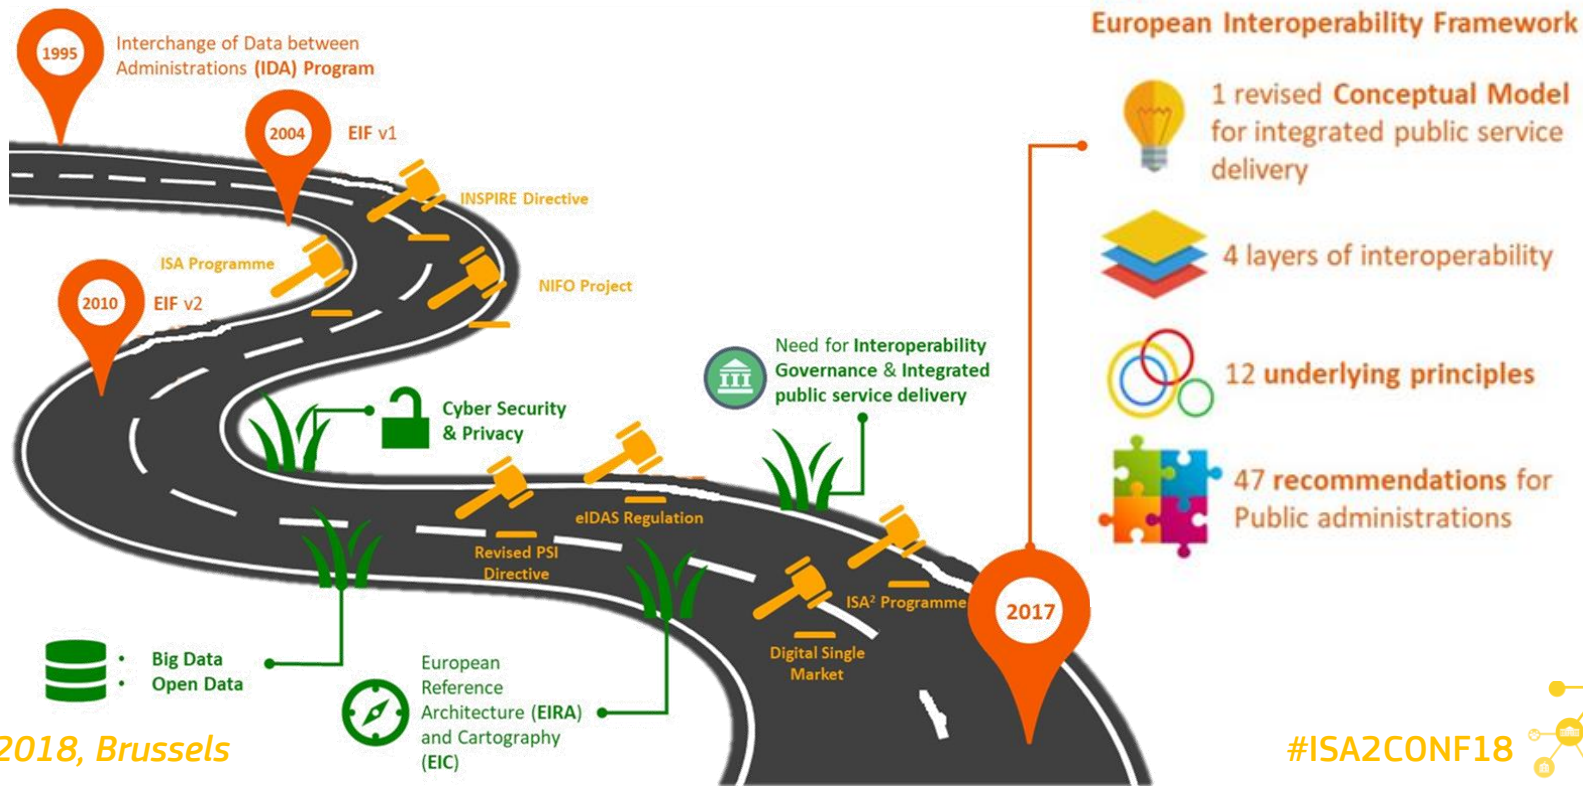 1995
Interchange of Data between
Administrations (IDA) Program
2004
EIF v1
INSPIRE Directive
ISA Programme
NIFO Project
2010
EIF v2
Cyber Security
& Privacy
Need for Interoperability
Governance & Integrated
public service delivery
eIDAS Regulation
Revised PSI
Directive
ISA² Programme
Digital Single
Market
2017
• Big Data
• Open Data
European
Reference
Architecture (EIRA)
and Cartography
(EIC)
European Interoperability Framework
1 revised Conceptual Model
for integrated public service
delivery
4 layers of interoperability
12 underlying principles
47 recommendations for
Public administrations
2018, Brussels
#ISA2CONF18